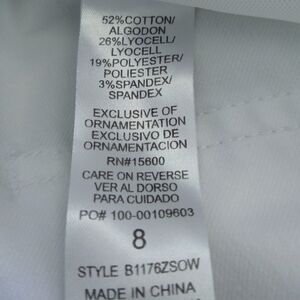 52%COTTON/
ALGODON
26%LYOCELL/
LYOCELL
19%POLYESTER/
POLIESTER
3%SPANDEX/
SPANDEX
EXCLUSIVE OF
ORNAMENTATION
EXCLUSIVO DE
ORNAMENTACION
RN#15600
CARE ON REVERSE
VER AL DORSO
PARA CUIDADO
PO# 100-00109603
8
STYLE B1176ZSOW
MADE IN CHINA